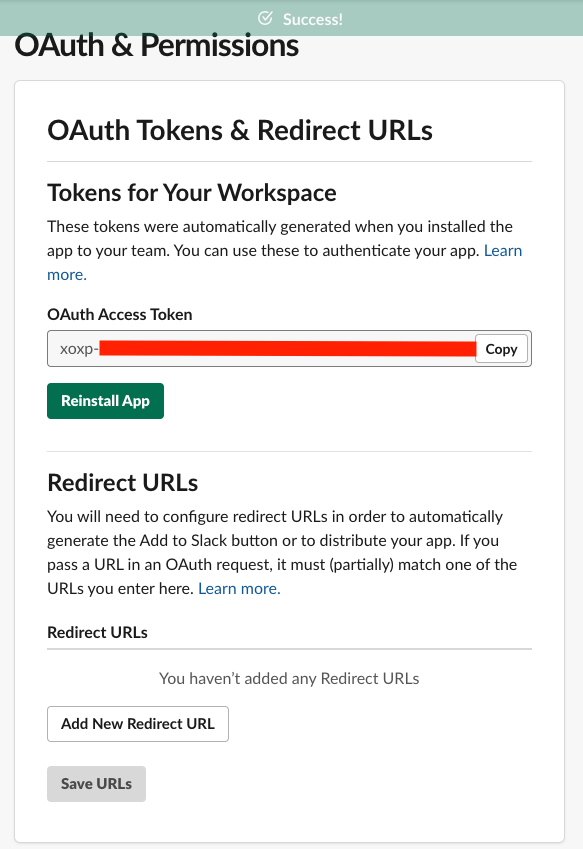 Success!
OAuth & Permissions
OAuth Tokens & Redirect URLs
Tokens for Your Workspace
These tokens were automatically generated when you installed the
app to your team. You can use these to authenticate your app. Learn
more.
OAuth Access Token
xoxp-
Copy
Reinstall App
Redirect URLs
You will need to configure redirect URLs in order to automatically
generate the Add to Slack button or to distribute your app. If you
pass a URL in an OAuth request, it must (partially) match one of the
URLs you enter here. Learn more.
Redirect URLs
You haven’t added any Redirect URLs
Add New Redirect URL
Save URLs